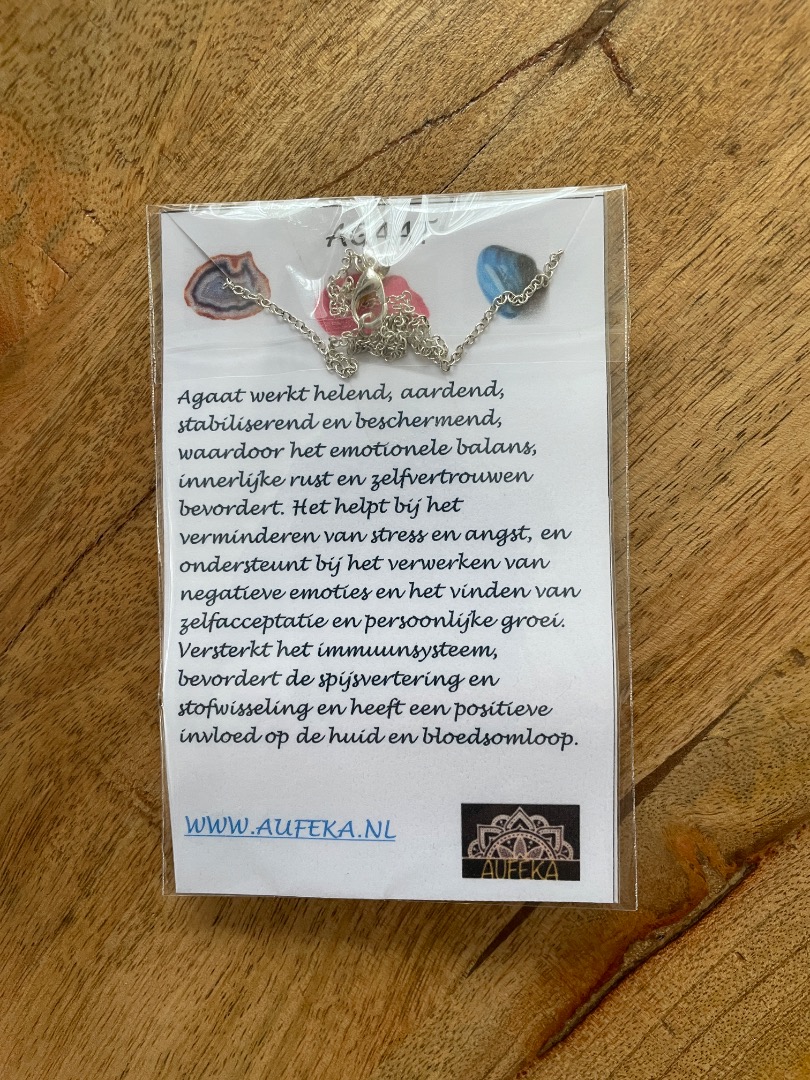 AGAAT
Agaat werkt helend, aardend,
stabiliserend en beschermend,
waardoor het emotionele balans,
innerlijke rust en zelfvertrouwen
bevordert. Het helpt bij het
verminderen van stress en angst, en
ondersteunt bij het verwerken van
negatieve emoties en het vinden van
zelfacceptatie en persoonlijke groei.
Versterkt het immuunsysteem,
bevordert de spijsvertering en
stofwisseling en heeft een positieve
invloed op de huid en bloedsomloop.
WWW.AUFEKA.NL
AUFEKA